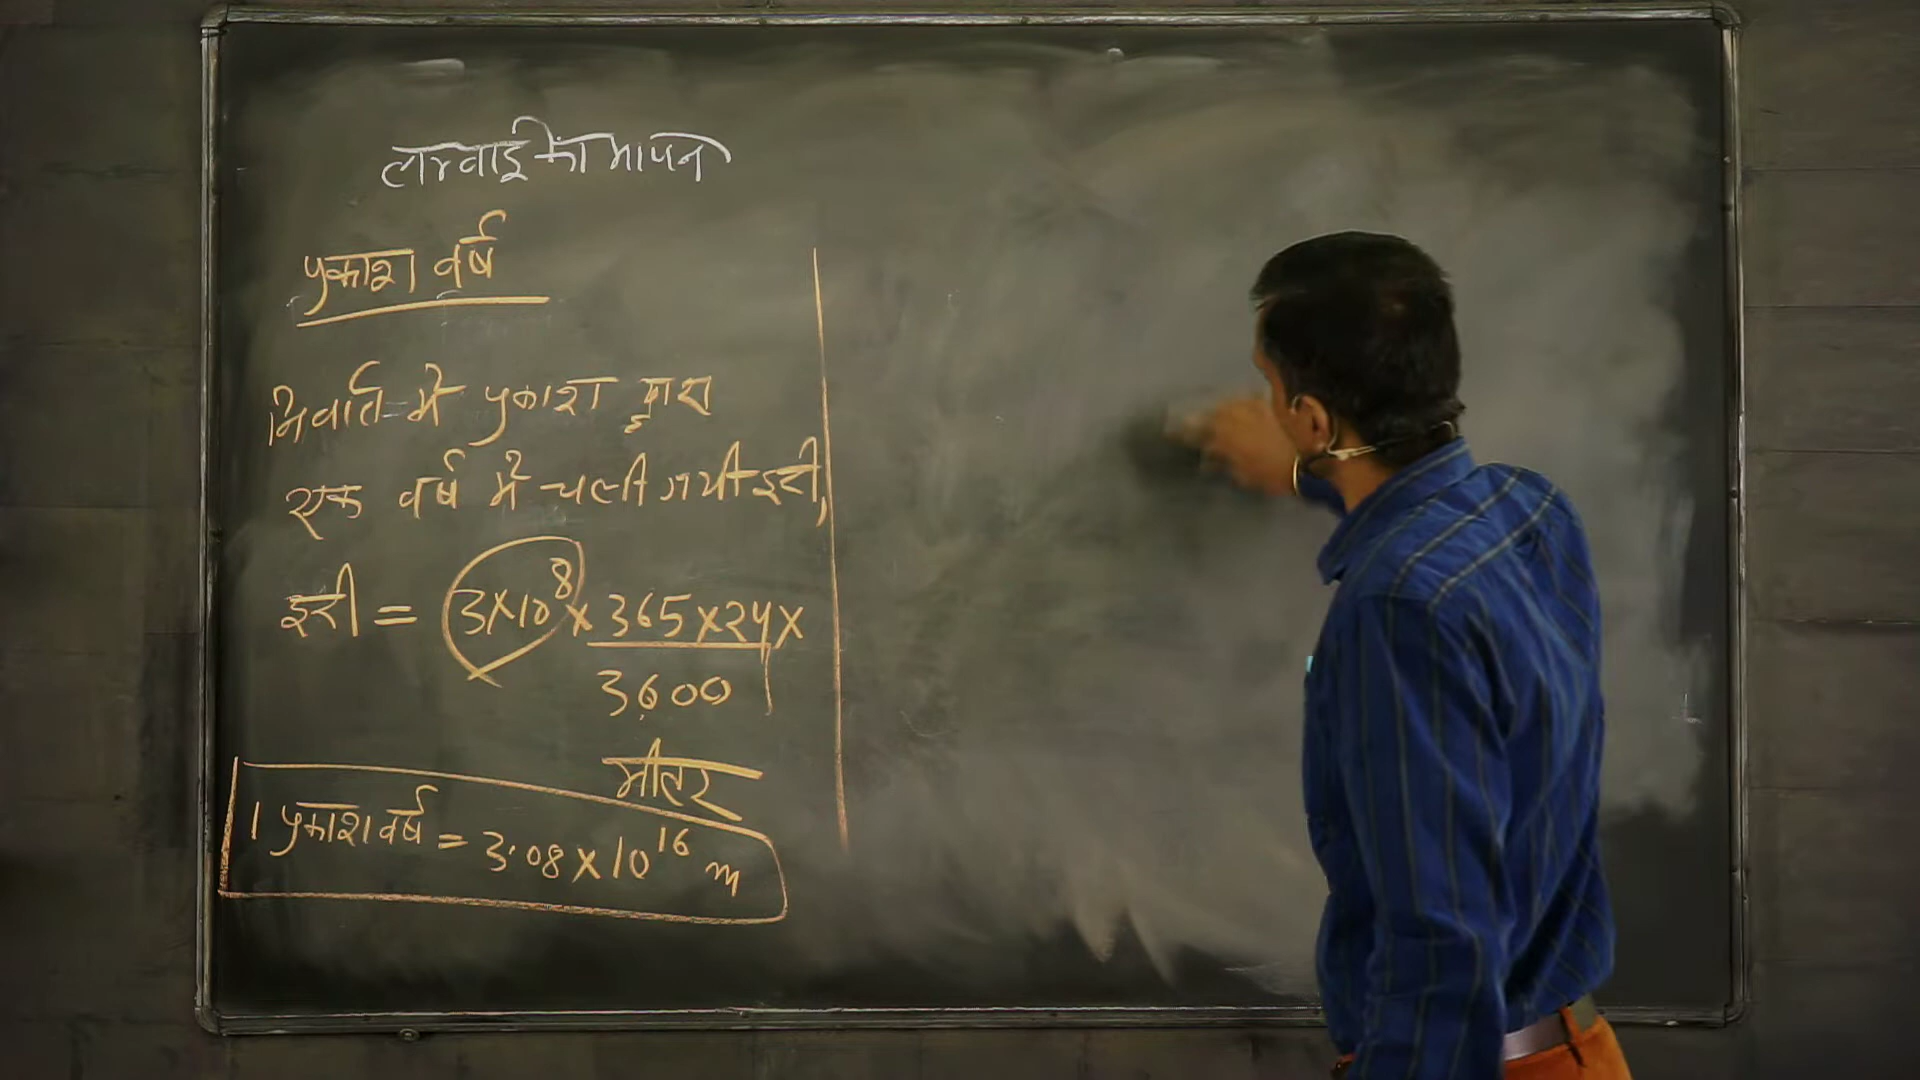 लम्बाई का मापन
प्रकाश वर्ष
निर्वात में प्रकाश द्वारा
एक वर्ष में चली गयी दूरी,
दूरी = 3×10⁸ × 365×24×
3600
मीटर
1 प्रकाश वर्ष = 3.08×10¹⁶ m